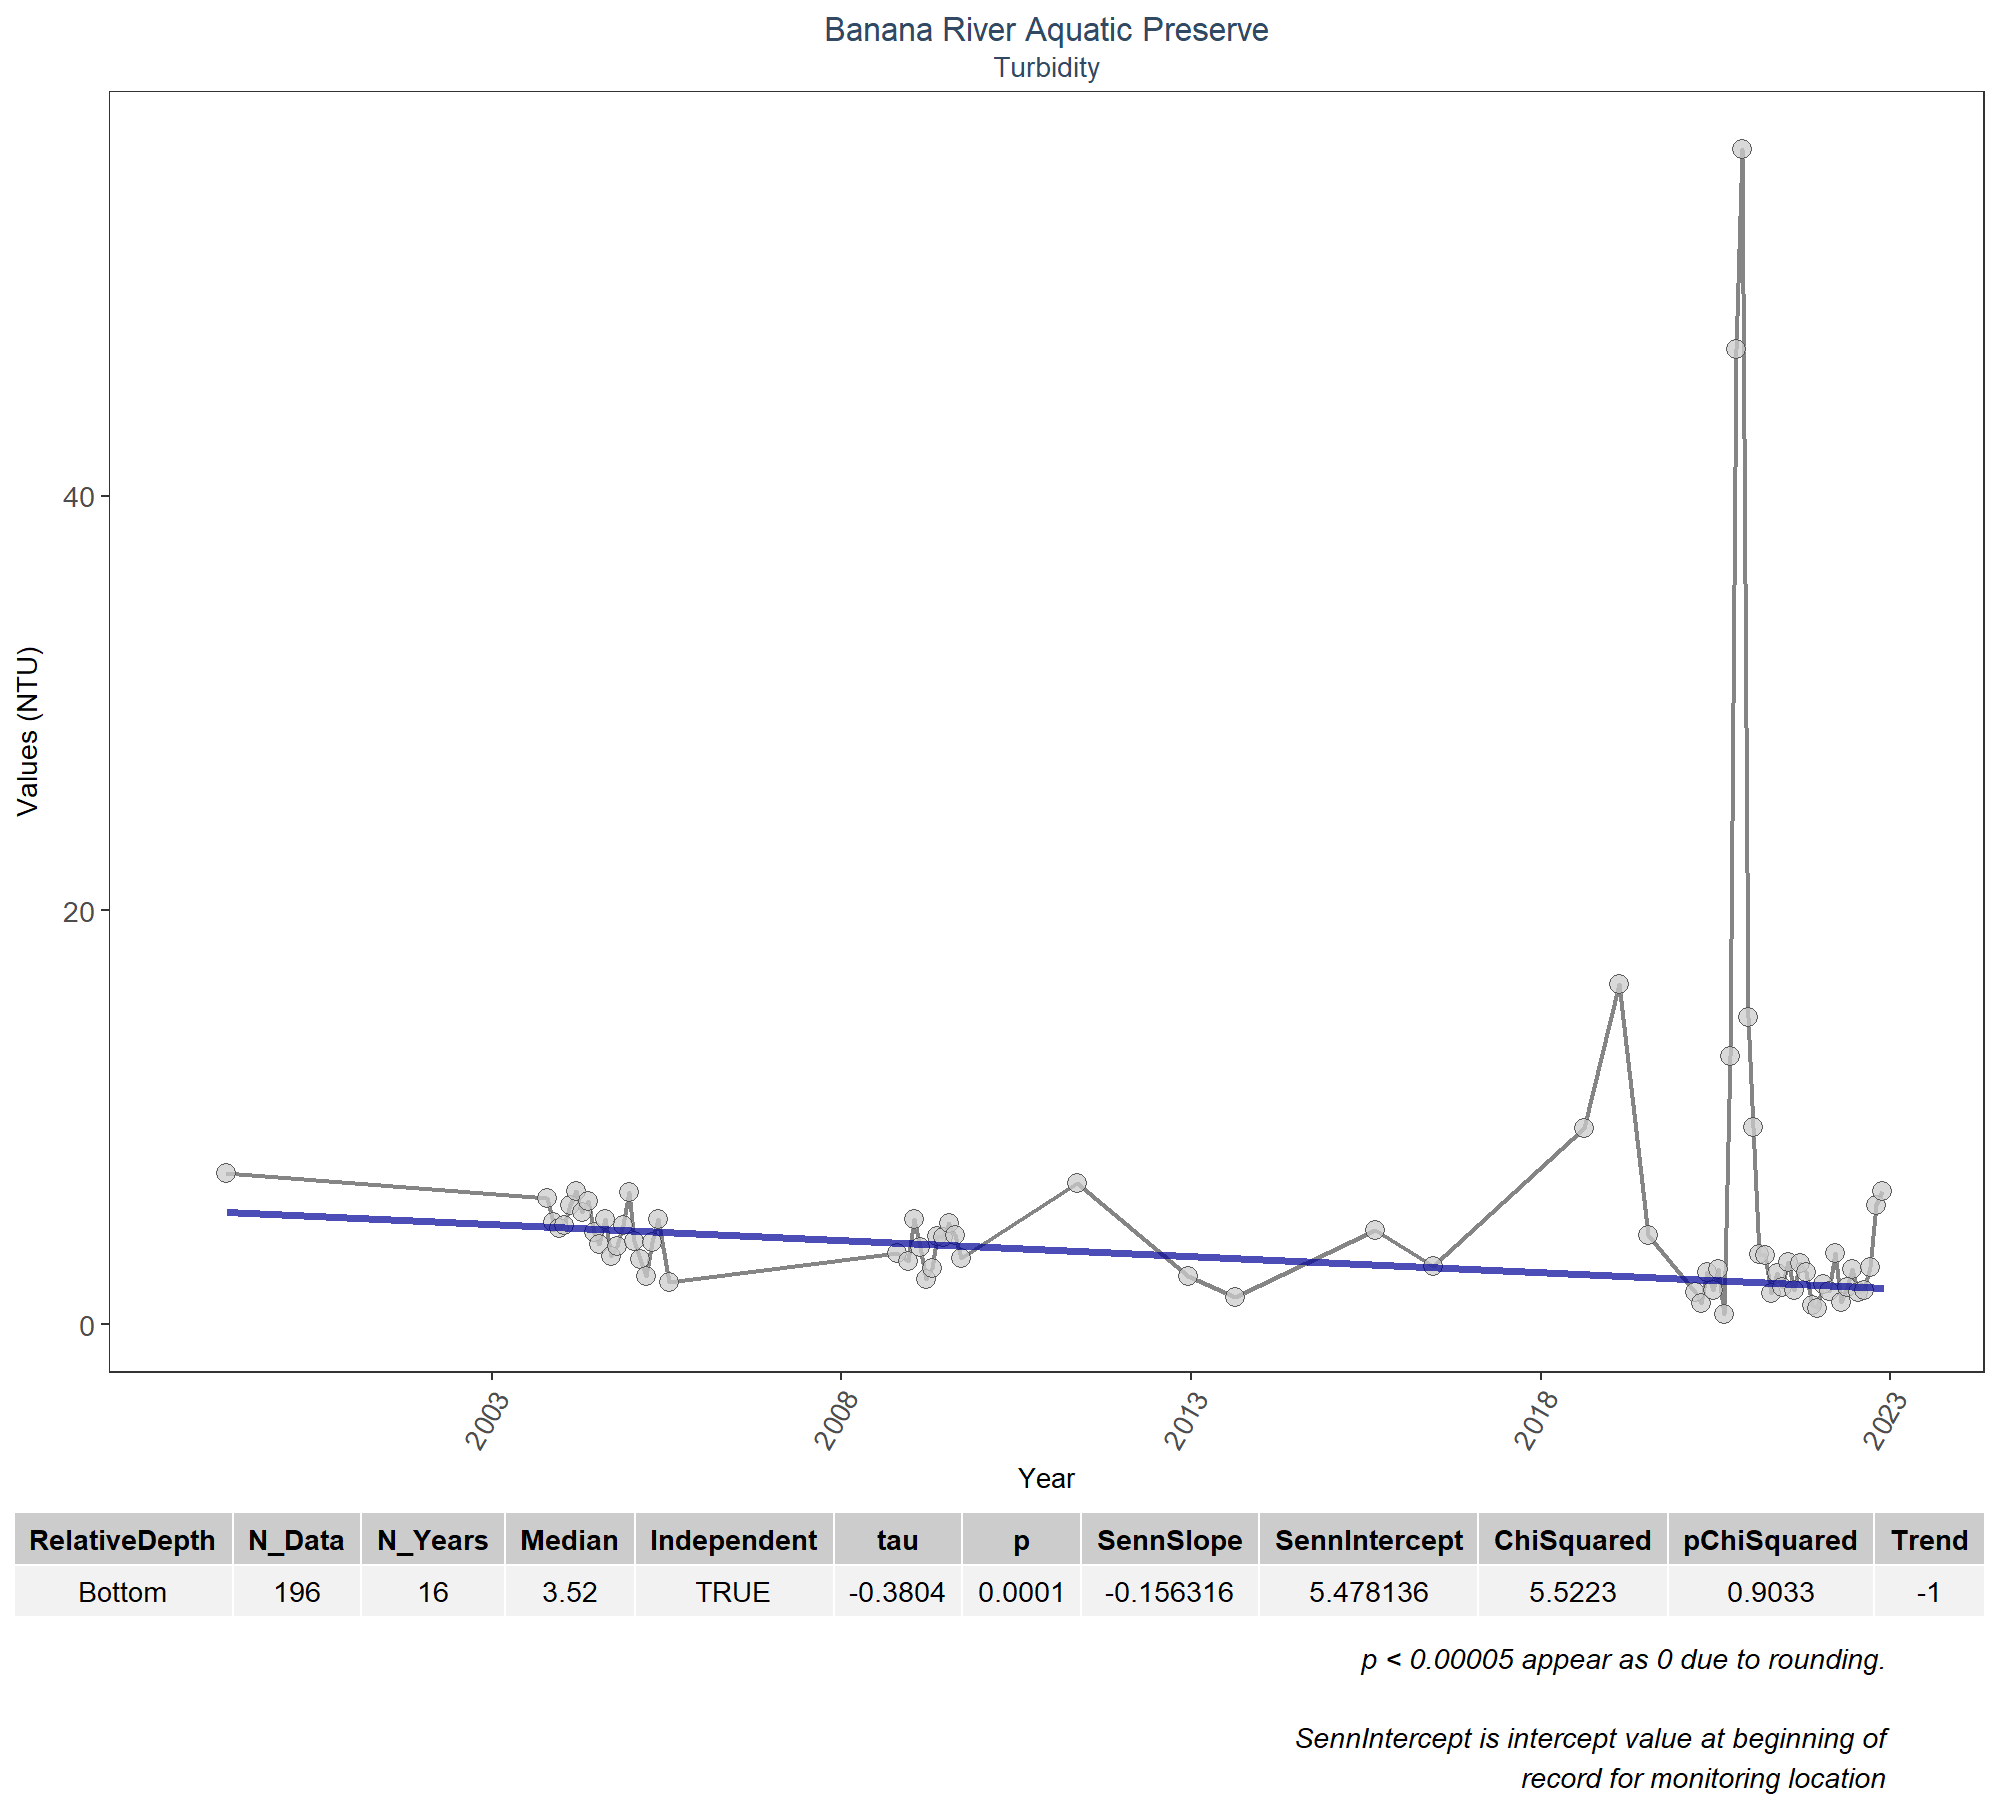 Banana River Aquatic Preserve
Turbidity
Values (NTU)
40
20
0
2003 2008 2013 2018 2023
Year
RelativeDepth N_Data N_Years Median Independent tau p SennSlope SennIntercept ChiSquared pChiSquared Trend
Bottom 196 16 3.52 TRUE -0.3804 0.0001 -0.156316 5.478136 5.5223 0.9033 -1
p < 0.00005 appear as 0 due to rounding.
SennIntercept is intercept value at beginning of
record for monitoring location